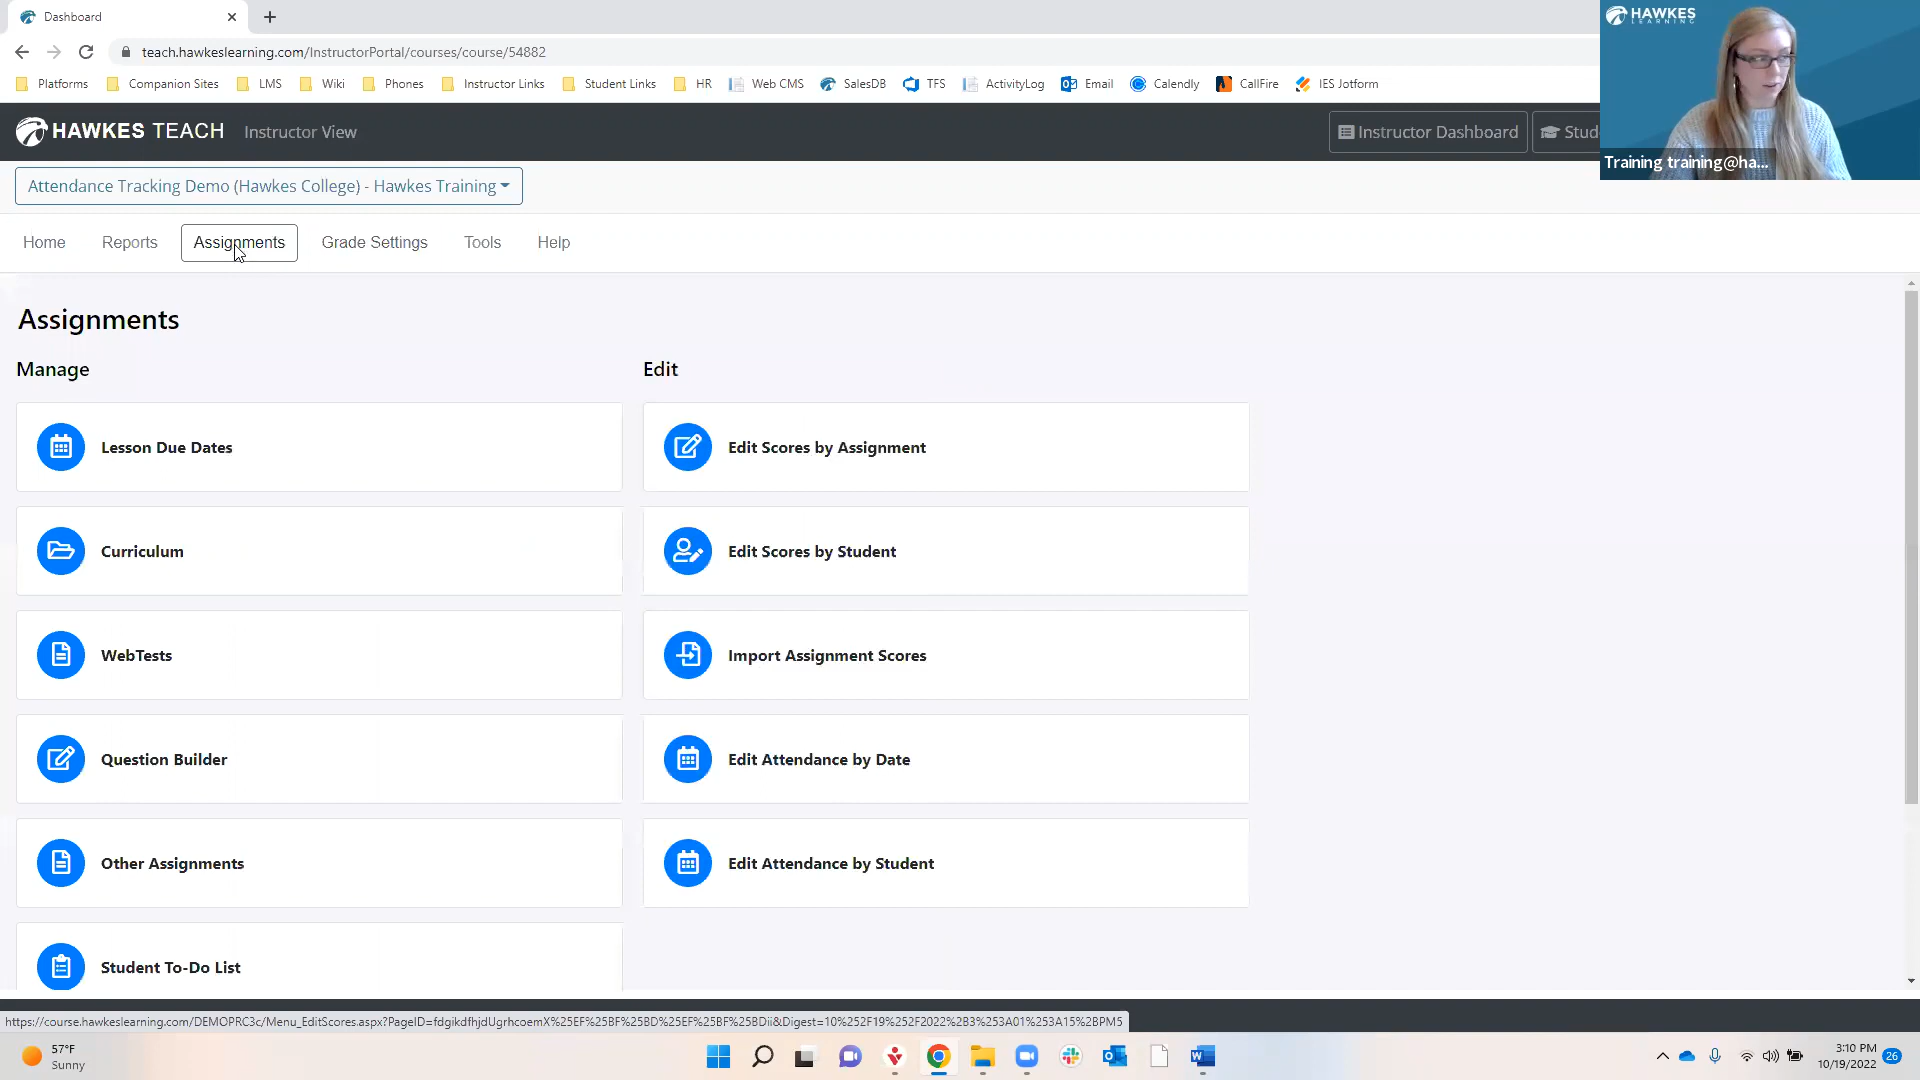 Dashboard
teach.hawkeslearning.com/InstructorPortal/courses/course/54882
Platforms Companion Sites LMS Wiki Phones Instructor Links Student Links HR Web CMS SalesDB TFS ActivityLog Email Calendly CallFire IES Jotform
HAWKES LEARNING
HAWKES TEACH Instructor View Instructor Dashboard Stud
Training training@ha...
Attendance Tracking Demo (Hawkes College) - Hawkes Training
Home Reports Assignments Grade Settings Tools Help
Assignments
Manage Edit
Lesson Due Dates Edit Scores by Assignment
Curriculum Edit Scores by Student
WebTests Import Assignment Scores
Question Builder Edit Attendance by Date
Other Assignments Edit Attendance by Student
Student To-Do List
https://course.hawkeslearning.com/DEMOPRC3c/Menu_EditScores.aspx?PageID=fdgikdfhjdUgrhcoemX%25EF%25BF%25BD%25EF%25BF%25BDii&Digest=10%252F19%252F2022%2B3%253A01%253A15%2BPM5
57°F
Sunny
3:10 PM
10/19/2022 26